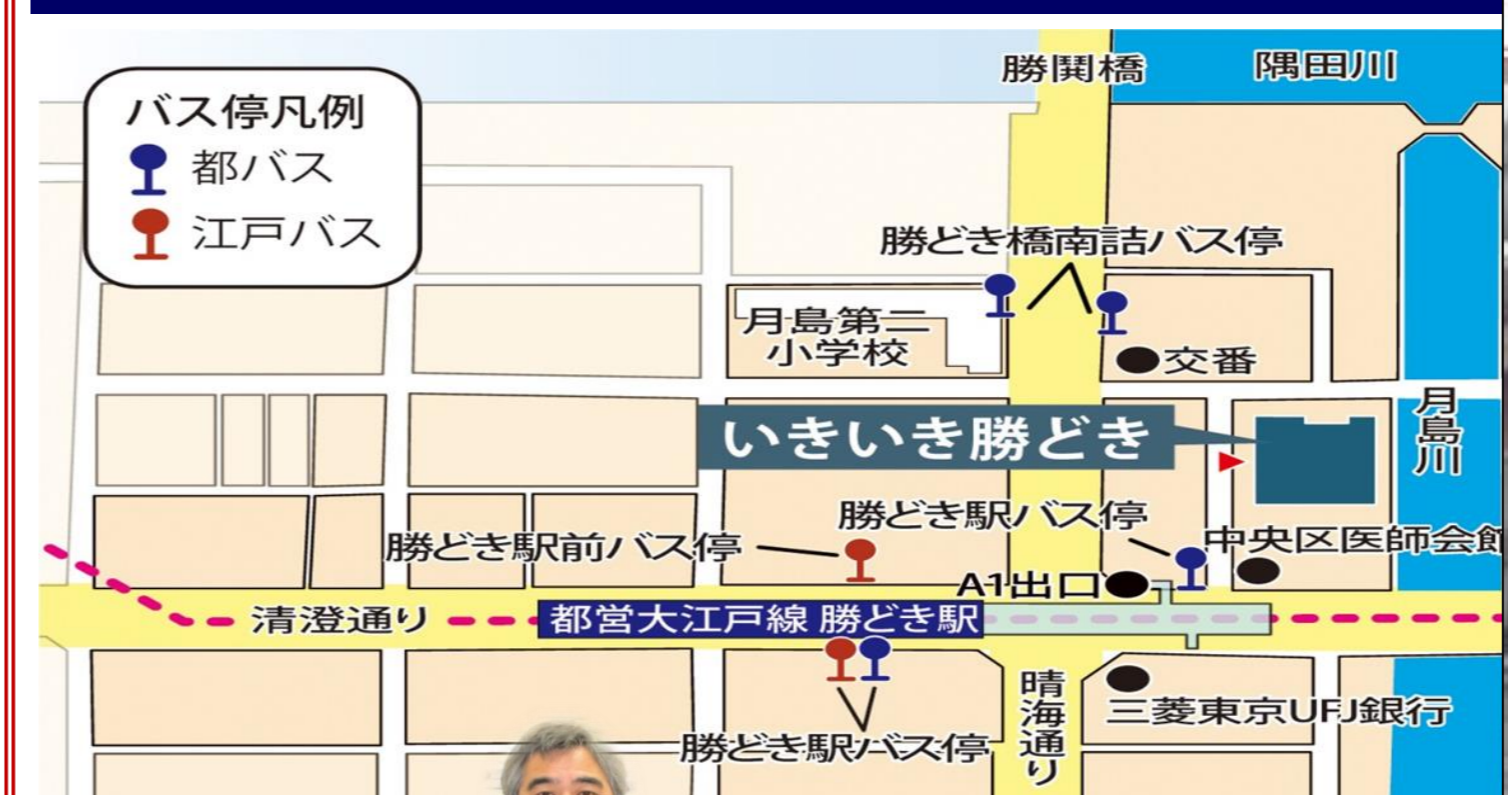 勝鬨橋
隅田川
バス停凡例
都バス
江戸バス
勝どき橋南詰バス停
月島第二
小学校
交番
いきいき勝どき
月島川
勝どき駅バス停
勝どき駅前バス停
中央区医師会館
A1出口
清澄通り
都営大江戸線 勝どき駅
晴海通り
三菱東京UFJ銀行
勝どき駅バス停